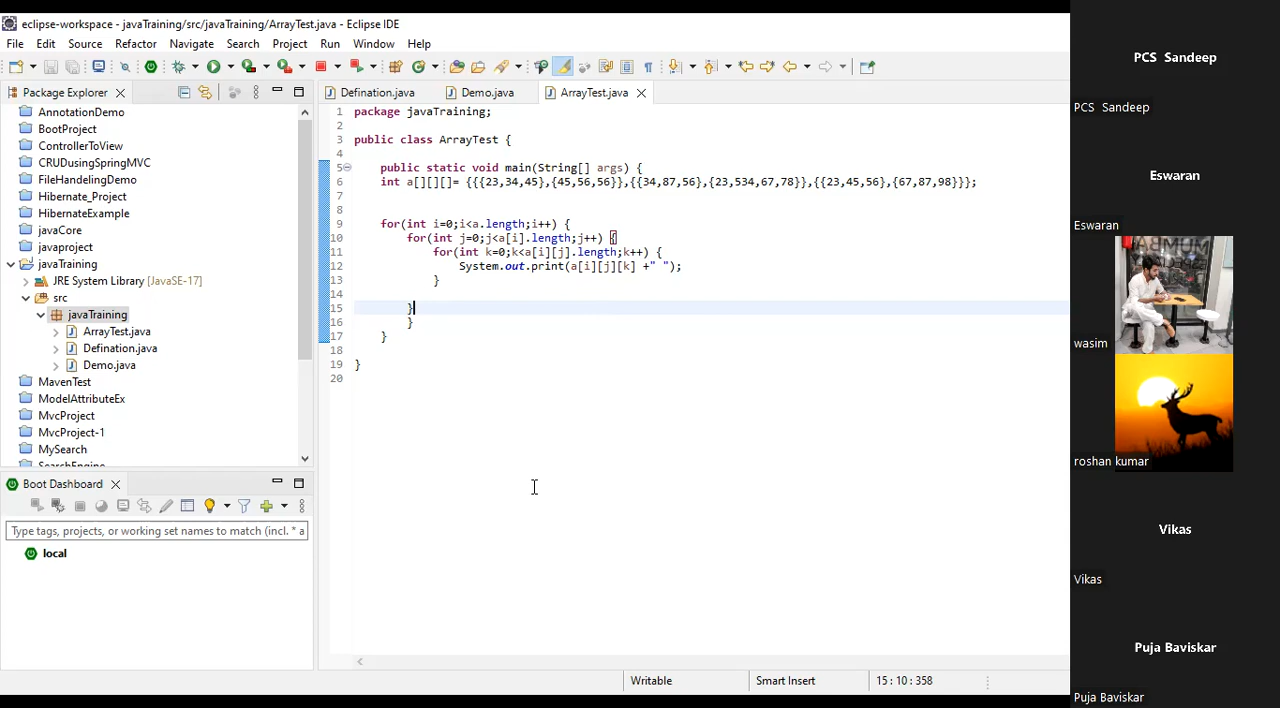 eclipse-workspace - javaTraining/src/javaTraining/ArrayTest.java - Eclipse IDE
File Edit Source Refactor Navigate Search Project Run Window Help
Package Explorer
AnnotationDemo
BootProject
ControllerToView
CRUDusingSpringMVC
FileHandelingDemo
Hibernate_Project
HibernateExample
javaCore
javaproject
javaTraining
JRE System Library [JavaSE-17]
src
javaTraining
ArrayTest.java
Defination.java
Demo.java
MavenTest
ModelAttributeEx
MvcProject
MvcProject-1
MySearch
SearchEngine
Boot Dashboard
Type tags, projects, or working set names to match (incl. * a
local
Defination.java Demo.java ArrayTest.java
1 package javaTraining;
2
3 public class ArrayTest {
4
5 public static void main(String[] args) {
6 int a[][][]= {{{23,34,45},{45,56,56}},{{34,87,56},{23,534,67,78}},{{23,45,56},{67,87,98}}};
7
8
9 for(int i=0;i<a.length;i++) {
10 for(int j=0;j<a[i].length;j++) {
11 for(int k=0;k<a[i][j].length;k++) {
12 System.out.print(a[i][j][k] +" ");
13 }
14
15 }
16 }
17 }
18
19 }
20
Writable Smart Insert 15 : 10 : 358
PCS Sandeep
PCS Sandeep
Eswaran
Eswaran
MUMBAI
wasim
roshan kumar
Vikas
Vikas
Puja Baviskar
Puja Baviskar